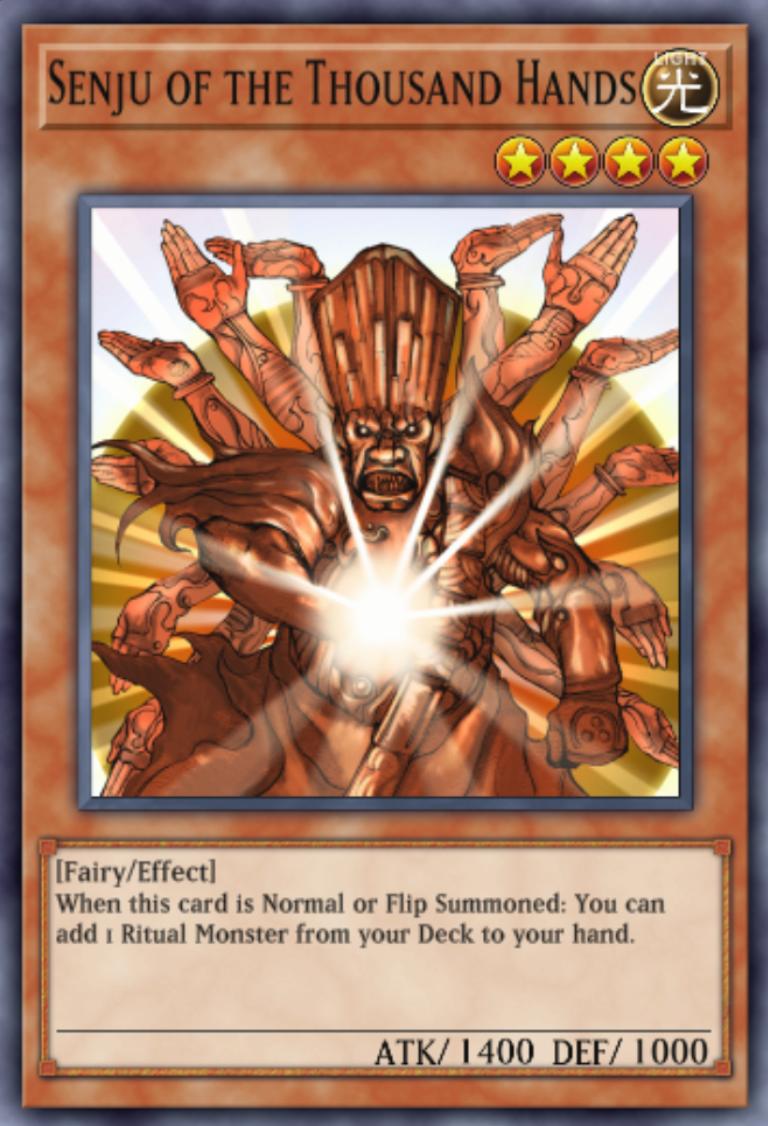 Senju of the Thousand Hands
LIGHT
光
[Fairy/Effect]
When this card is Normal or Flip Summoned: You can
add 1 Ritual Monster from your Deck to your hand.
ATK/ 1400 DEF/ 1000